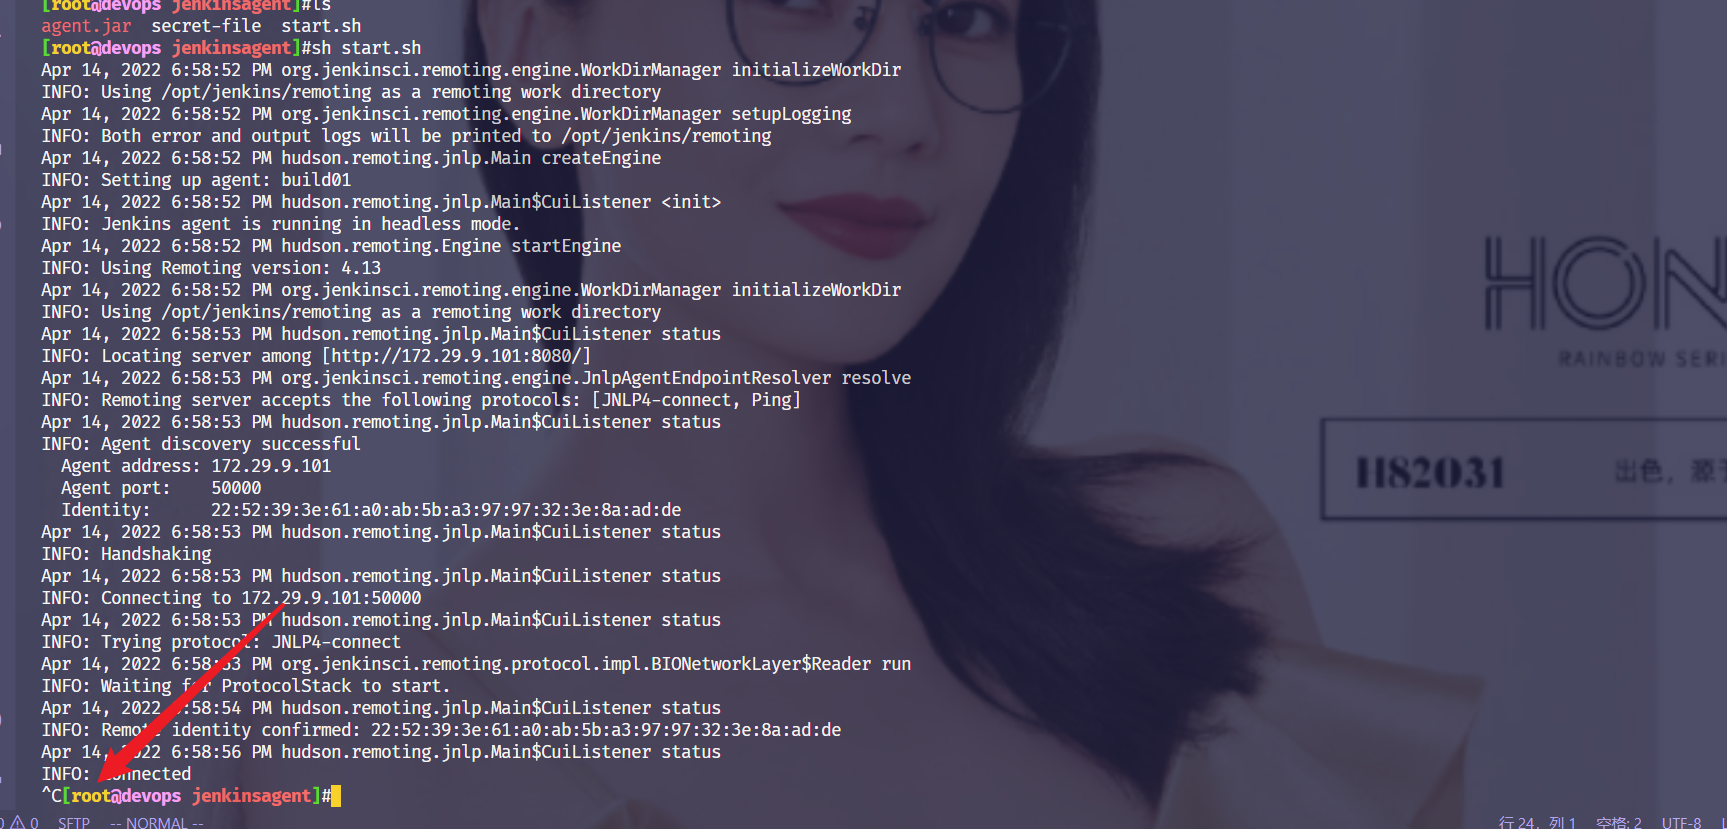 [root@devops jenkinsagent]#ls
agent.jar  secret-file  start.sh
[root@devops jenkinsagent]#sh start.sh
Apr 14, 2022 6:58:52 PM org.jenkinsci.remoting.engine.WorkDirManager initializeWorkDir
INFO: Using /opt/jenkins/remoting as a remoting work directory
Apr 14, 2022 6:58:52 PM org.jenkinsci.remoting.engine.WorkDirManager setupLogging
INFO: Both error and output logs will be printed to /opt/jenkins/remoting
Apr 14, 2022 6:58:52 PM hudson.remoting.jnlp.Main createEngine
INFO: Setting up agent: build01
Apr 14, 2022 6:58:52 PM hudson.remoting.jnlp.Main$CuiListener <init>
INFO: Jenkins agent is running in headless mode.
Apr 14, 2022 6:58:52 PM hudson.remoting.Engine startEngine
INFO: Using Remoting version: 4.13
Apr 14, 2022 6:58:52 PM org.jenkinsci.remoting.engine.WorkDirManager initializeWorkDir
INFO: Using /opt/jenkins/remoting as a remoting work directory
Apr 14, 2022 6:58:53 PM hudson.remoting.jnlp.Main$CuiListener status
INFO: Locating server among [http://172.29.9.101:8080/]
Apr 14, 2022 6:58:53 PM org.jenkinsci.remoting.engine.JnlpAgentEndpointResolver resolve
INFO: Remoting server accepts the following protocols: [JNLP4-connect, Ping]
Apr 14, 2022 6:58:53 PM hudson.remoting.jnlp.Main$CuiListener status
INFO: Agent discovery successful
  Agent address: 172.29.9.101
  Agent port:    50000
  Identity:      22:52:39:3e:61:a0:ab:5b:a3:97:97:32:3e:8a:ad:de
Apr 14, 2022 6:58:53 PM hudson.remoting.jnlp.Main$CuiListener status
INFO: Handshaking
Apr 14, 2022 6:58:53 PM hudson.remoting.jnlp.Main$CuiListener status
INFO: Connecting to 172.29.9.101:50000
Apr 14, 2022 6:58:53 PM hudson.remoting.jnlp.Main$CuiListener status
INFO: Trying protocol: JNLP4-connect
Apr 14, 2022 6:58:53 PM org.jenkinsci.remoting.protocol.impl.BIONetworkLayer$Reader run
INFO: Waiting for ProtocolStack to start.
Apr 14, 2022 6:58:54 PM hudson.remoting.jnlp.Main$CuiListener status
INFO: Remote identity confirmed: 22:52:39:3e:61:a0:ab:5b:a3:97:97:32:3e:8a:ad:de
Apr 14, 2022 6:58:56 PM hudson.remoting.jnlp.Main$CuiListener status
INFO: Connected
^C[root@devops jenkinsagent]#
HON
RAINBOW SERI
H82031 出色，源于
0 ⚠ 0 SFTP -- NORMAL -- 行 24，列 1 空格: 2 UTF-8